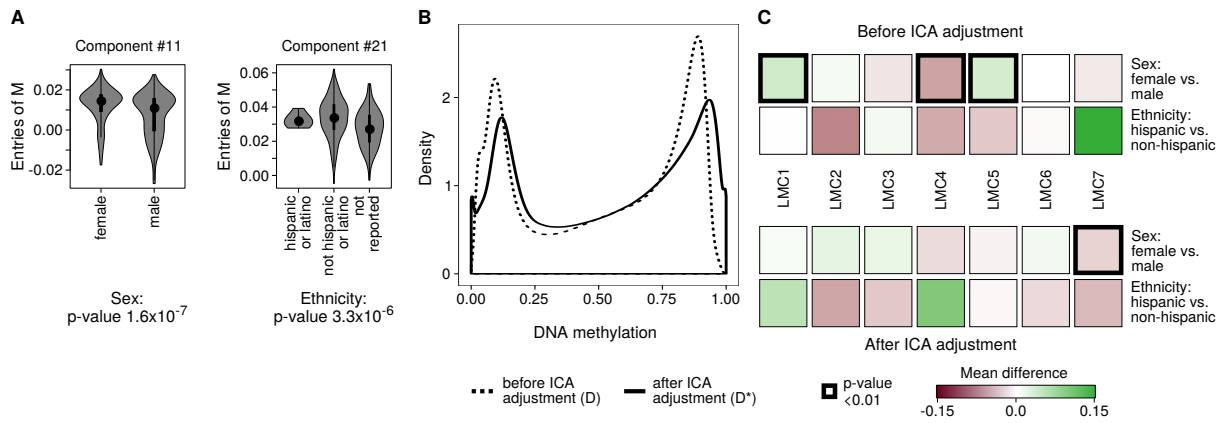 A
Component #11
Component #21
Entries of M
0.02
0.00
-0.02
female
male
Entries of M
0.06
0.04
0.02
0.00
hispanic
or latino
not hispanic
or latino
not
reported
Sex:
p-value 1.6x10-7
Ethnicity:
p-value 3.3x10-6
B
Density
2
1
0
0.00 0.25 0.50 0.75 1.00
DNA methylation
before ICA
adjustment (D)
after ICA
adjustment (D*)
C
Before ICA adjustment
Sex:
female vs.
male
Ethnicity:
hispanic vs.
non-hispanic
LMC1
LMC2
LMC3
LMC4
LMC5
LMC6
LMC7
Sex:
female vs.
male
Ethnicity:
hispanic vs.
non-hispanic
After ICA adjustment
p-value
<0.01
Mean difference
-0.15 0.0 0.15